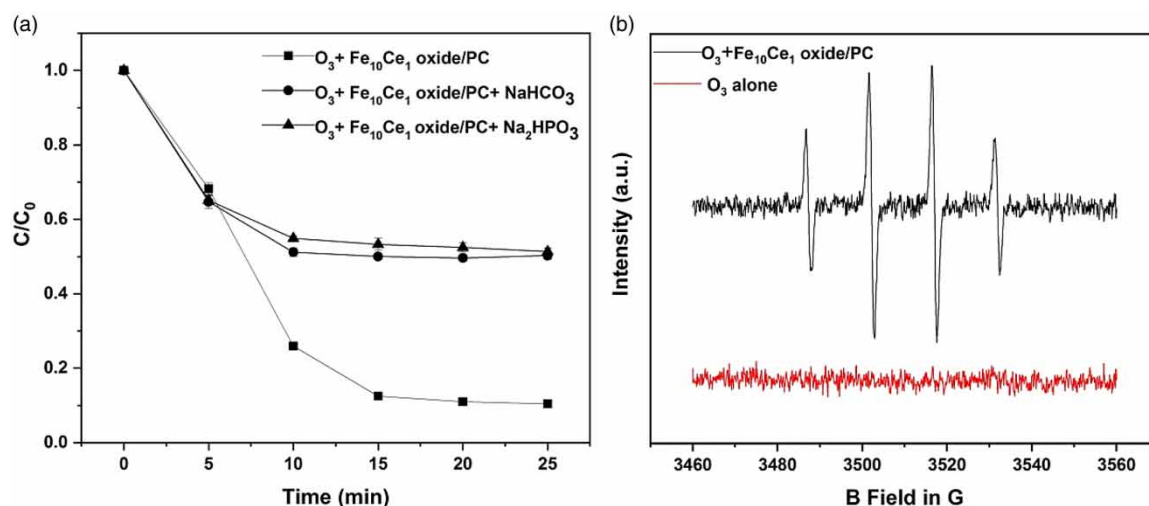 (a)
O₃+ Fe₁₀Ce₁ oxide/PC
O₃+ Fe₁₀Ce₁ oxide/PC+ NaHCO₃
O₃+ Fe₁₀Ce₁ oxide/PC+ Na₂HPO₃
1.0
0.8
0.6
0.4
0.2
0.0
C/C₀
0 5 10 15 20 25
Time (min)
(b)
O₃+Fe₁₀Ce₁ oxide/PC
O₃ alone
Intensity (a.u.)
3460 3480 3500 3520 3540 3560
B Field in G